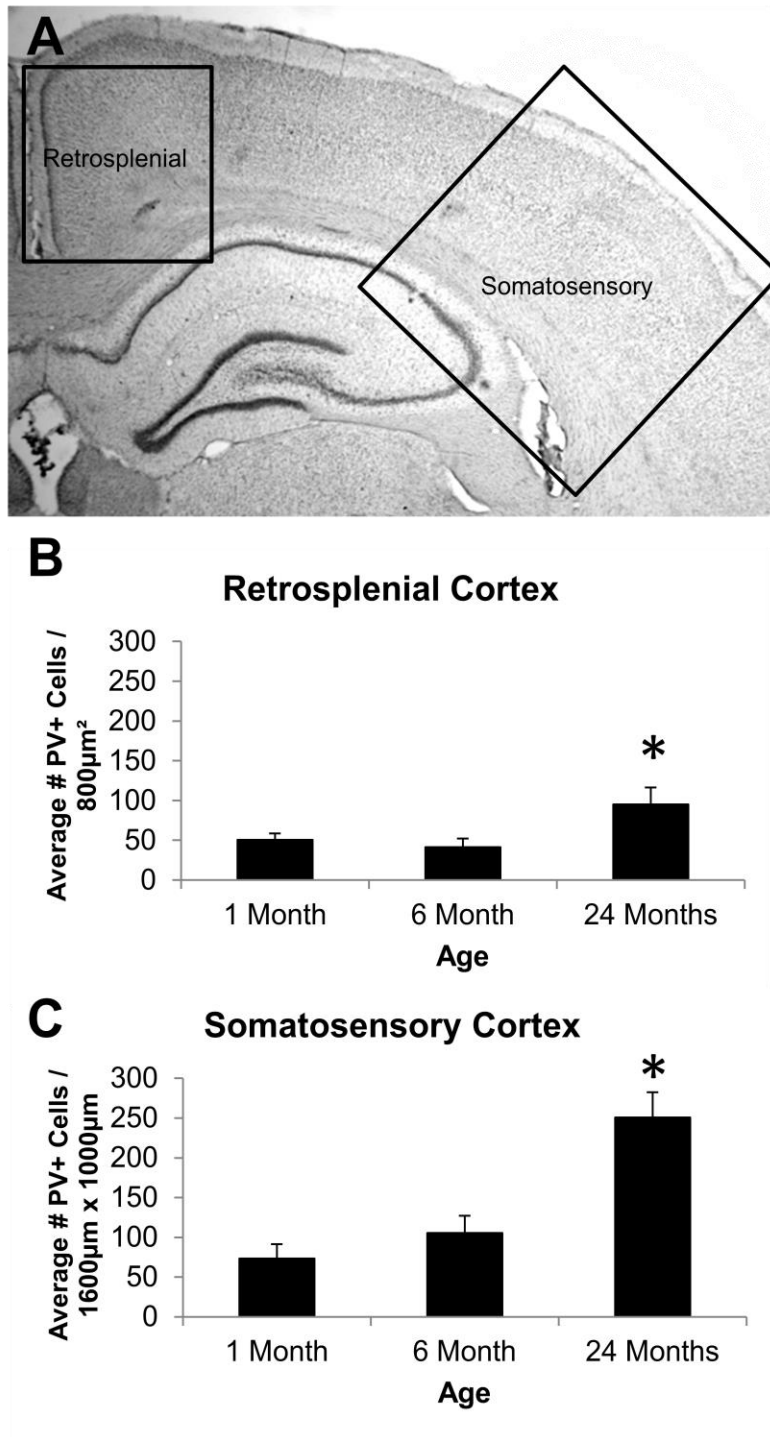 A
Retrosplenial
Somatosensory
B
Retrosplenial Cortex
Average # PV+ Cells /
800µm²
300
250
200
150
100
50
0
*
1 Month
6 Month
24 Months
Age
C
Somatosensory Cortex
Average # PV+ Cells /
1600µm x 1000µm
300
250
200
150
100
50
0
*
1 Month
6 Month
24 Months
Age